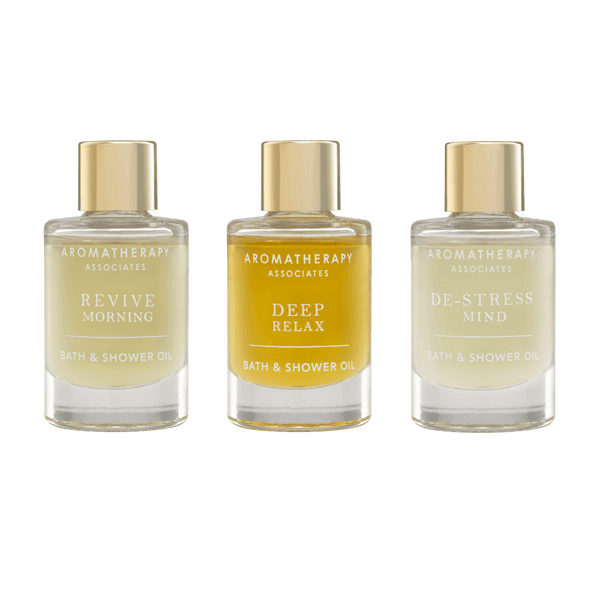 AROMATHERAPY
ASSOCIATES
REVIVE
MORNING
BATH & SHOWER OIL
AROMATHERAPY
ASSOCIATES
DEEP
RELAX
BATH & SHOWER OIL
AROMATHERAPY
ASSOCIATES
DE-STRESS
MIND
BATH & SHOWER OIL